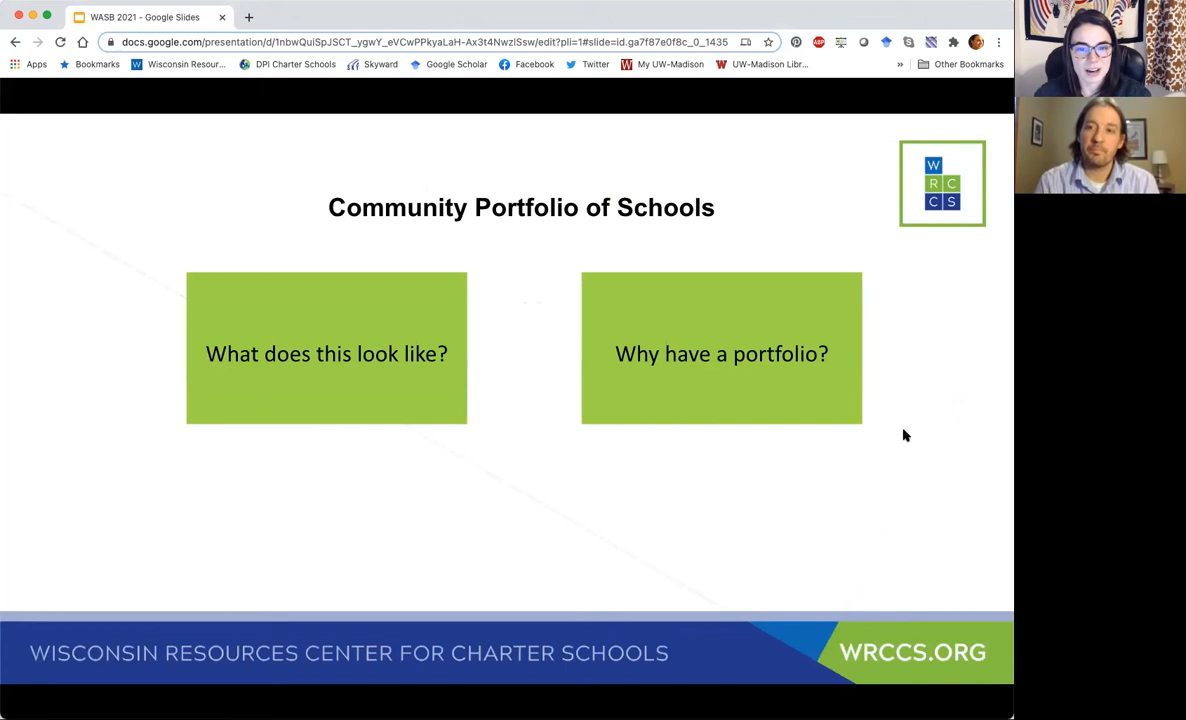 WASB 2021 - Google Slides
docs.google.com/presentation/d/1nbwQuiSpJSCT_ygwY_eVCwPPkyaLaH-Ax3t4NwziSsw/edit?pli=1#slide=id.ga7f87e0f8c_0_1435
Apps
Bookmarks
Wisconsin Resour...
DPI Charter Schools
Skyward
Google Scholar
Facebook
Twitter
My UW-Madison
UW-Madison Libr...
»
Other Bookmarks
W
R C
C S
Community Portfolio of Schools
What does this look like?
Why have a portfolio?
WISCONSIN RESOURCES CENTER FOR CHARTER SCHOOLS
WRCCS.ORG